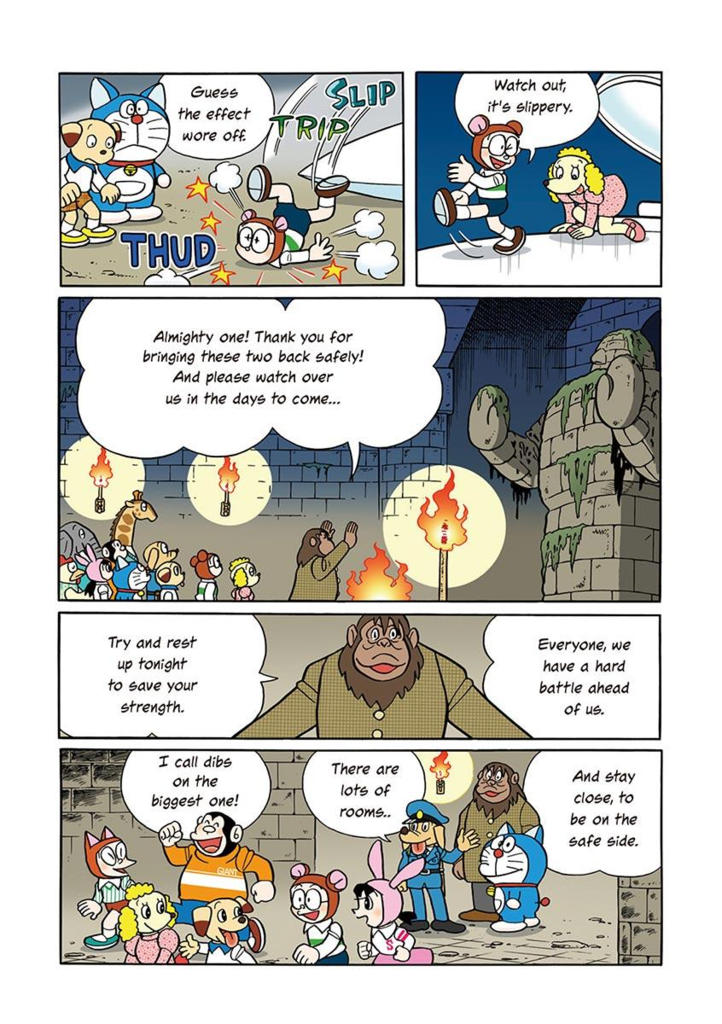 Watch out,
it's slippery.
SLIP
TRIP
Guess
the effect
wore off.
THUD
Almighty one! Thank you for
bringing these two back safely!
And please watch over
us in the days to come...
Everyone, we
have a hard
battle ahead
of us.
Try and rest
up tonight
to save your
strength.
And stay
close, to
be on the
safe side.
There are
lots of
rooms..
I call dibs
on the
biggest one!
GIANT